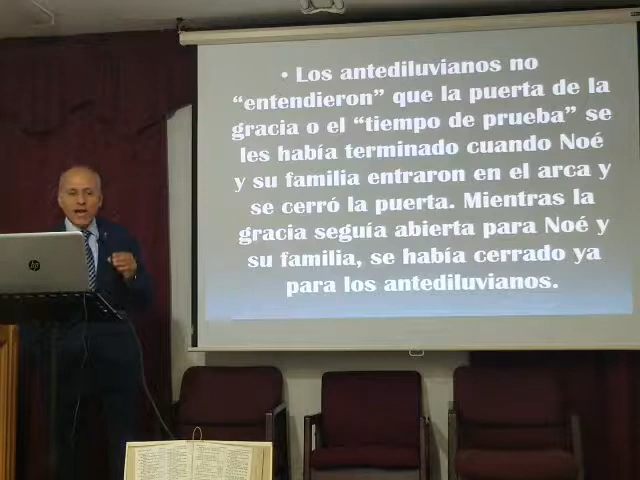 • Los antediluvianos no
“entendieron” que la puerta de la
gracia o el “tiempo de prueba” se
les había terminado cuando Noé
y su familia entraron en el arca y
se cerró la puerta. Mientras la
gracia seguía abierta para Noé y
su familia, se había cerrado ya
para los antediluvianos.
hp